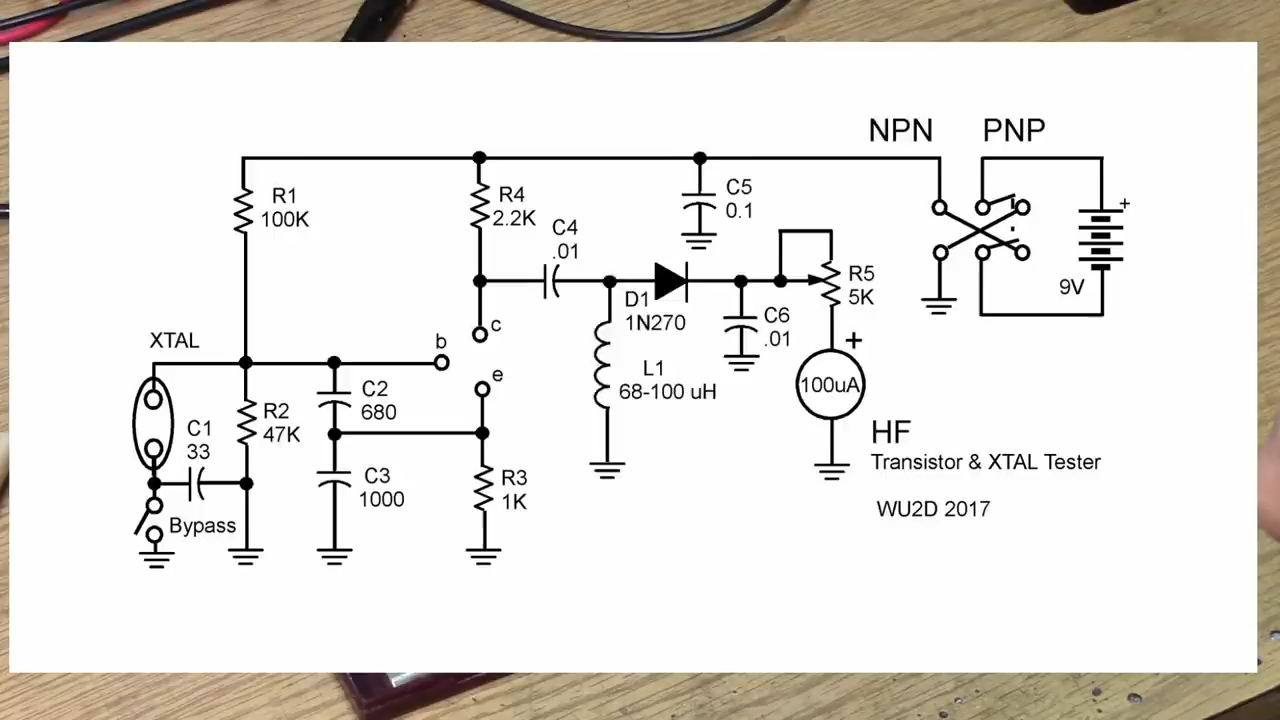 NPN PNP
R1
100K
R4
2.2K
C5
0.1
+
C4
.01
9V
D1
1N270
R5
5K
C6
.01
+
XTAL
b
c
e
L1
68-100 uH
100uA
C2
680
R2
47K
C1
33
C3
1000
R3
1K
Bypass
HF
Transistor & XTAL Tester
WU2D 2017